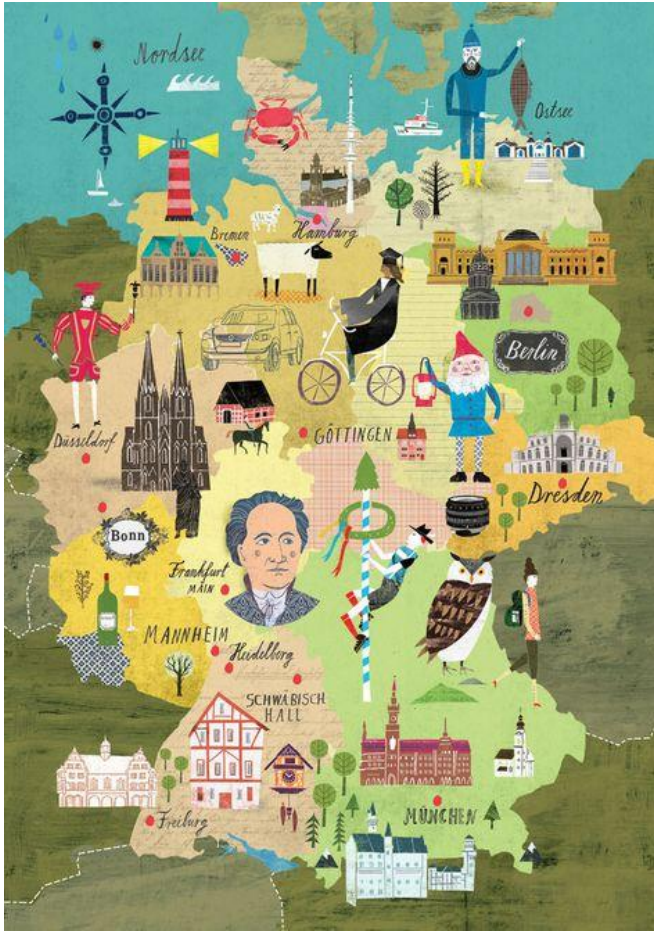 Nordsee
Ostsee
Bremen
Hamburg
Berlin
Düsseldorf
GÖTTINGEN
Dresden
Bonn
Frankfurt
MAIN
MANNHEIM
Heidelberg
SCHWÄBISCH
HALL
Freiburg
MÜNCHEN